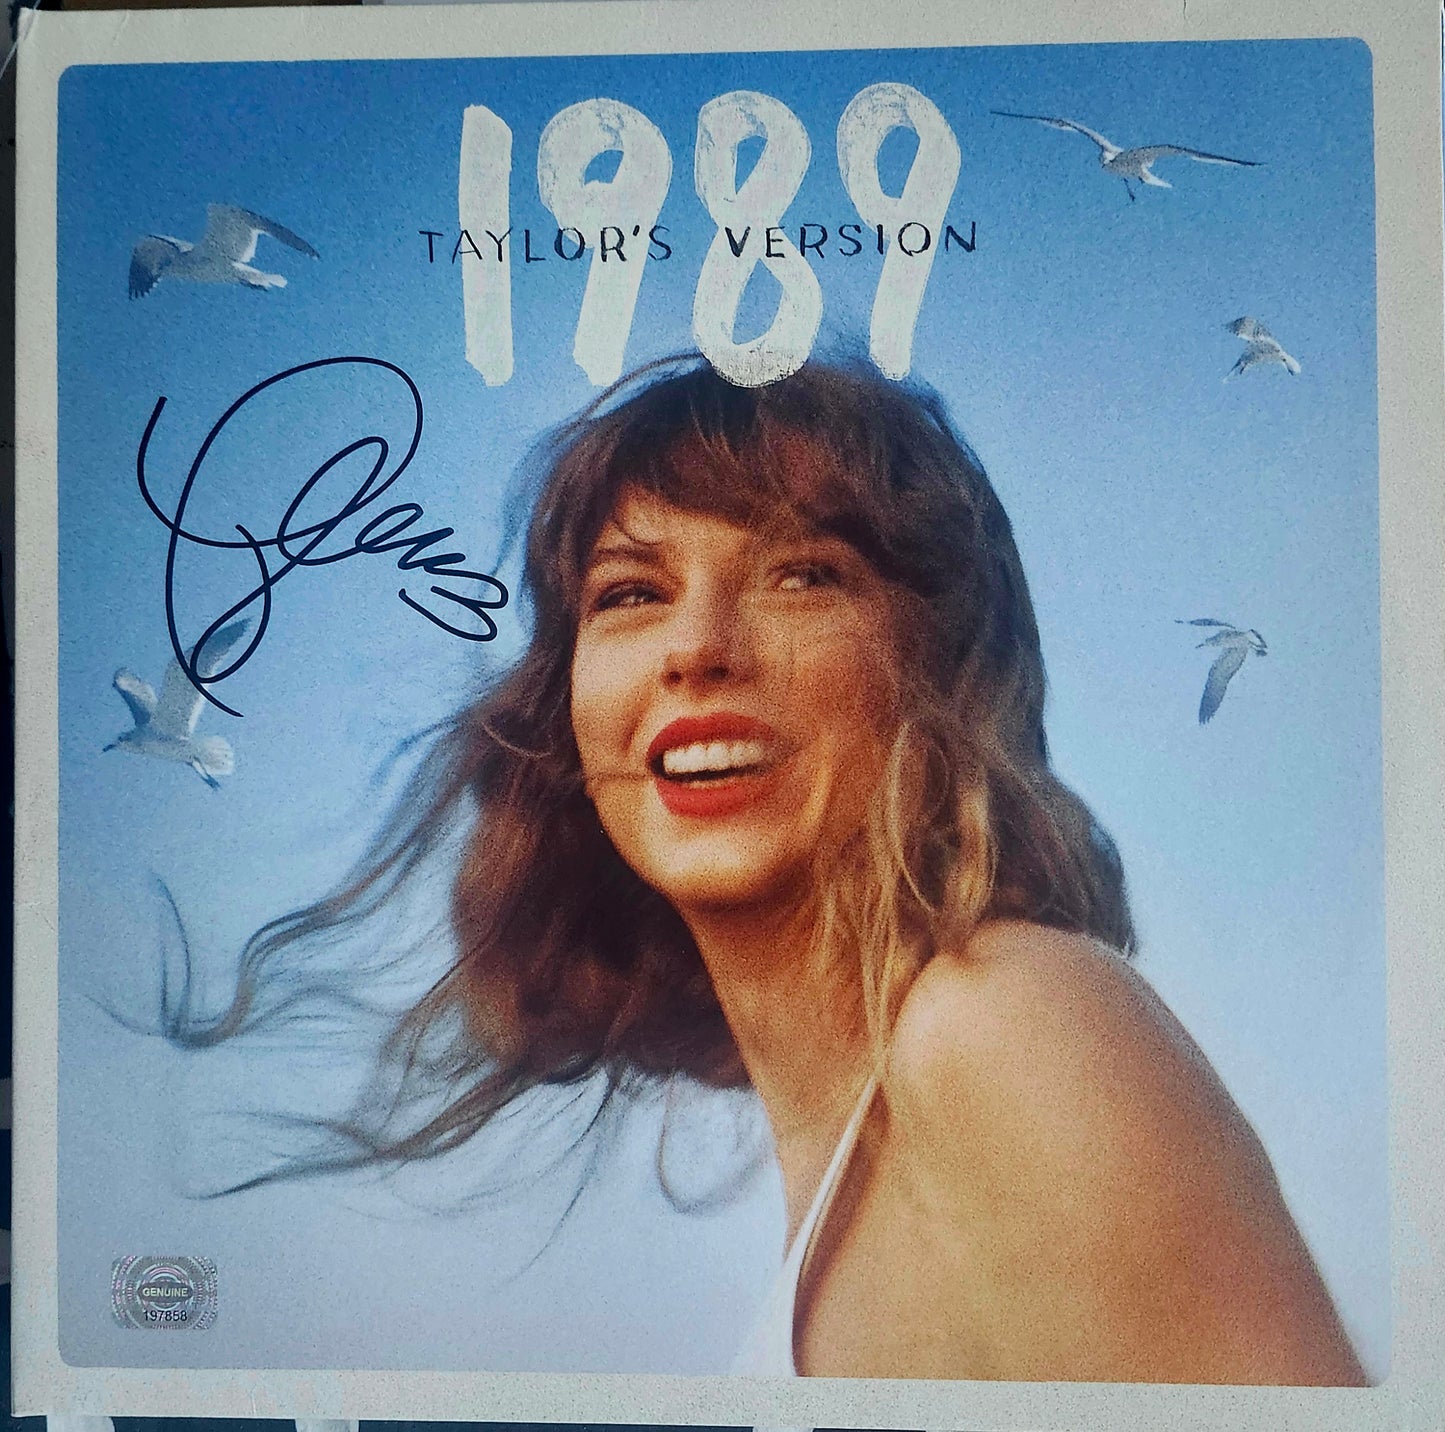 1989
TAYLOR'S VERSION
GENUINE
197858